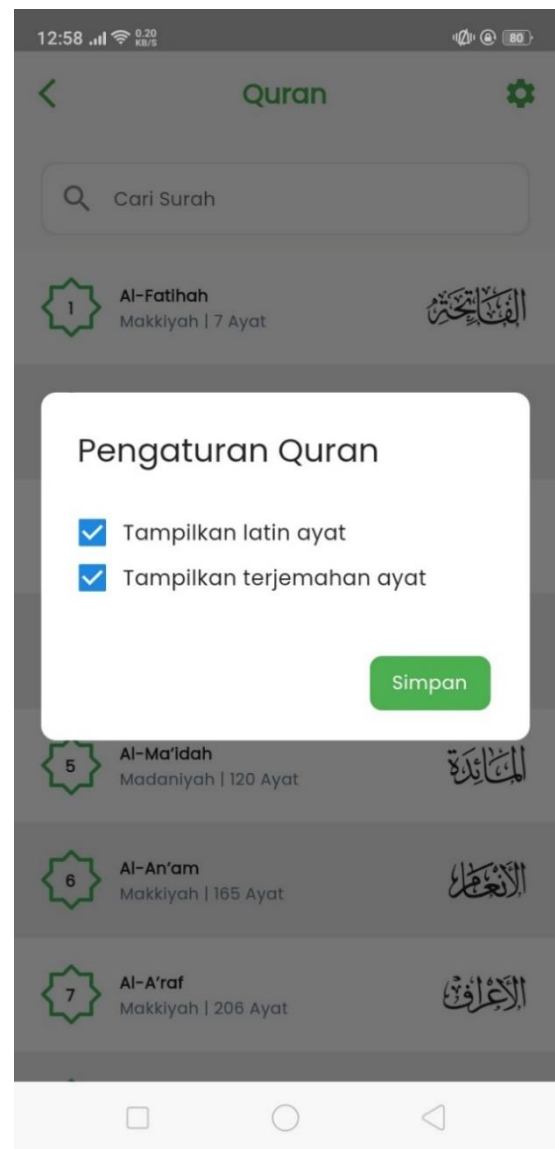 12:58 0.20 KB/S 80
Quran
Cari Surah
1 Al-Fatihah الفاتحة
Makkiyah | 7 Ayat
Pengaturan Quran
Tampilkan latin ayat
Tampilkan terjemahan ayat
Simpan
5 Al-Ma'idah المائدة
Madaniyah | 120 Ayat
6 Al-An'am الأنعام
Makkiyah | 165 Ayat
7 Al-A'raf الأعراف
Makkiyah | 206 Ayat